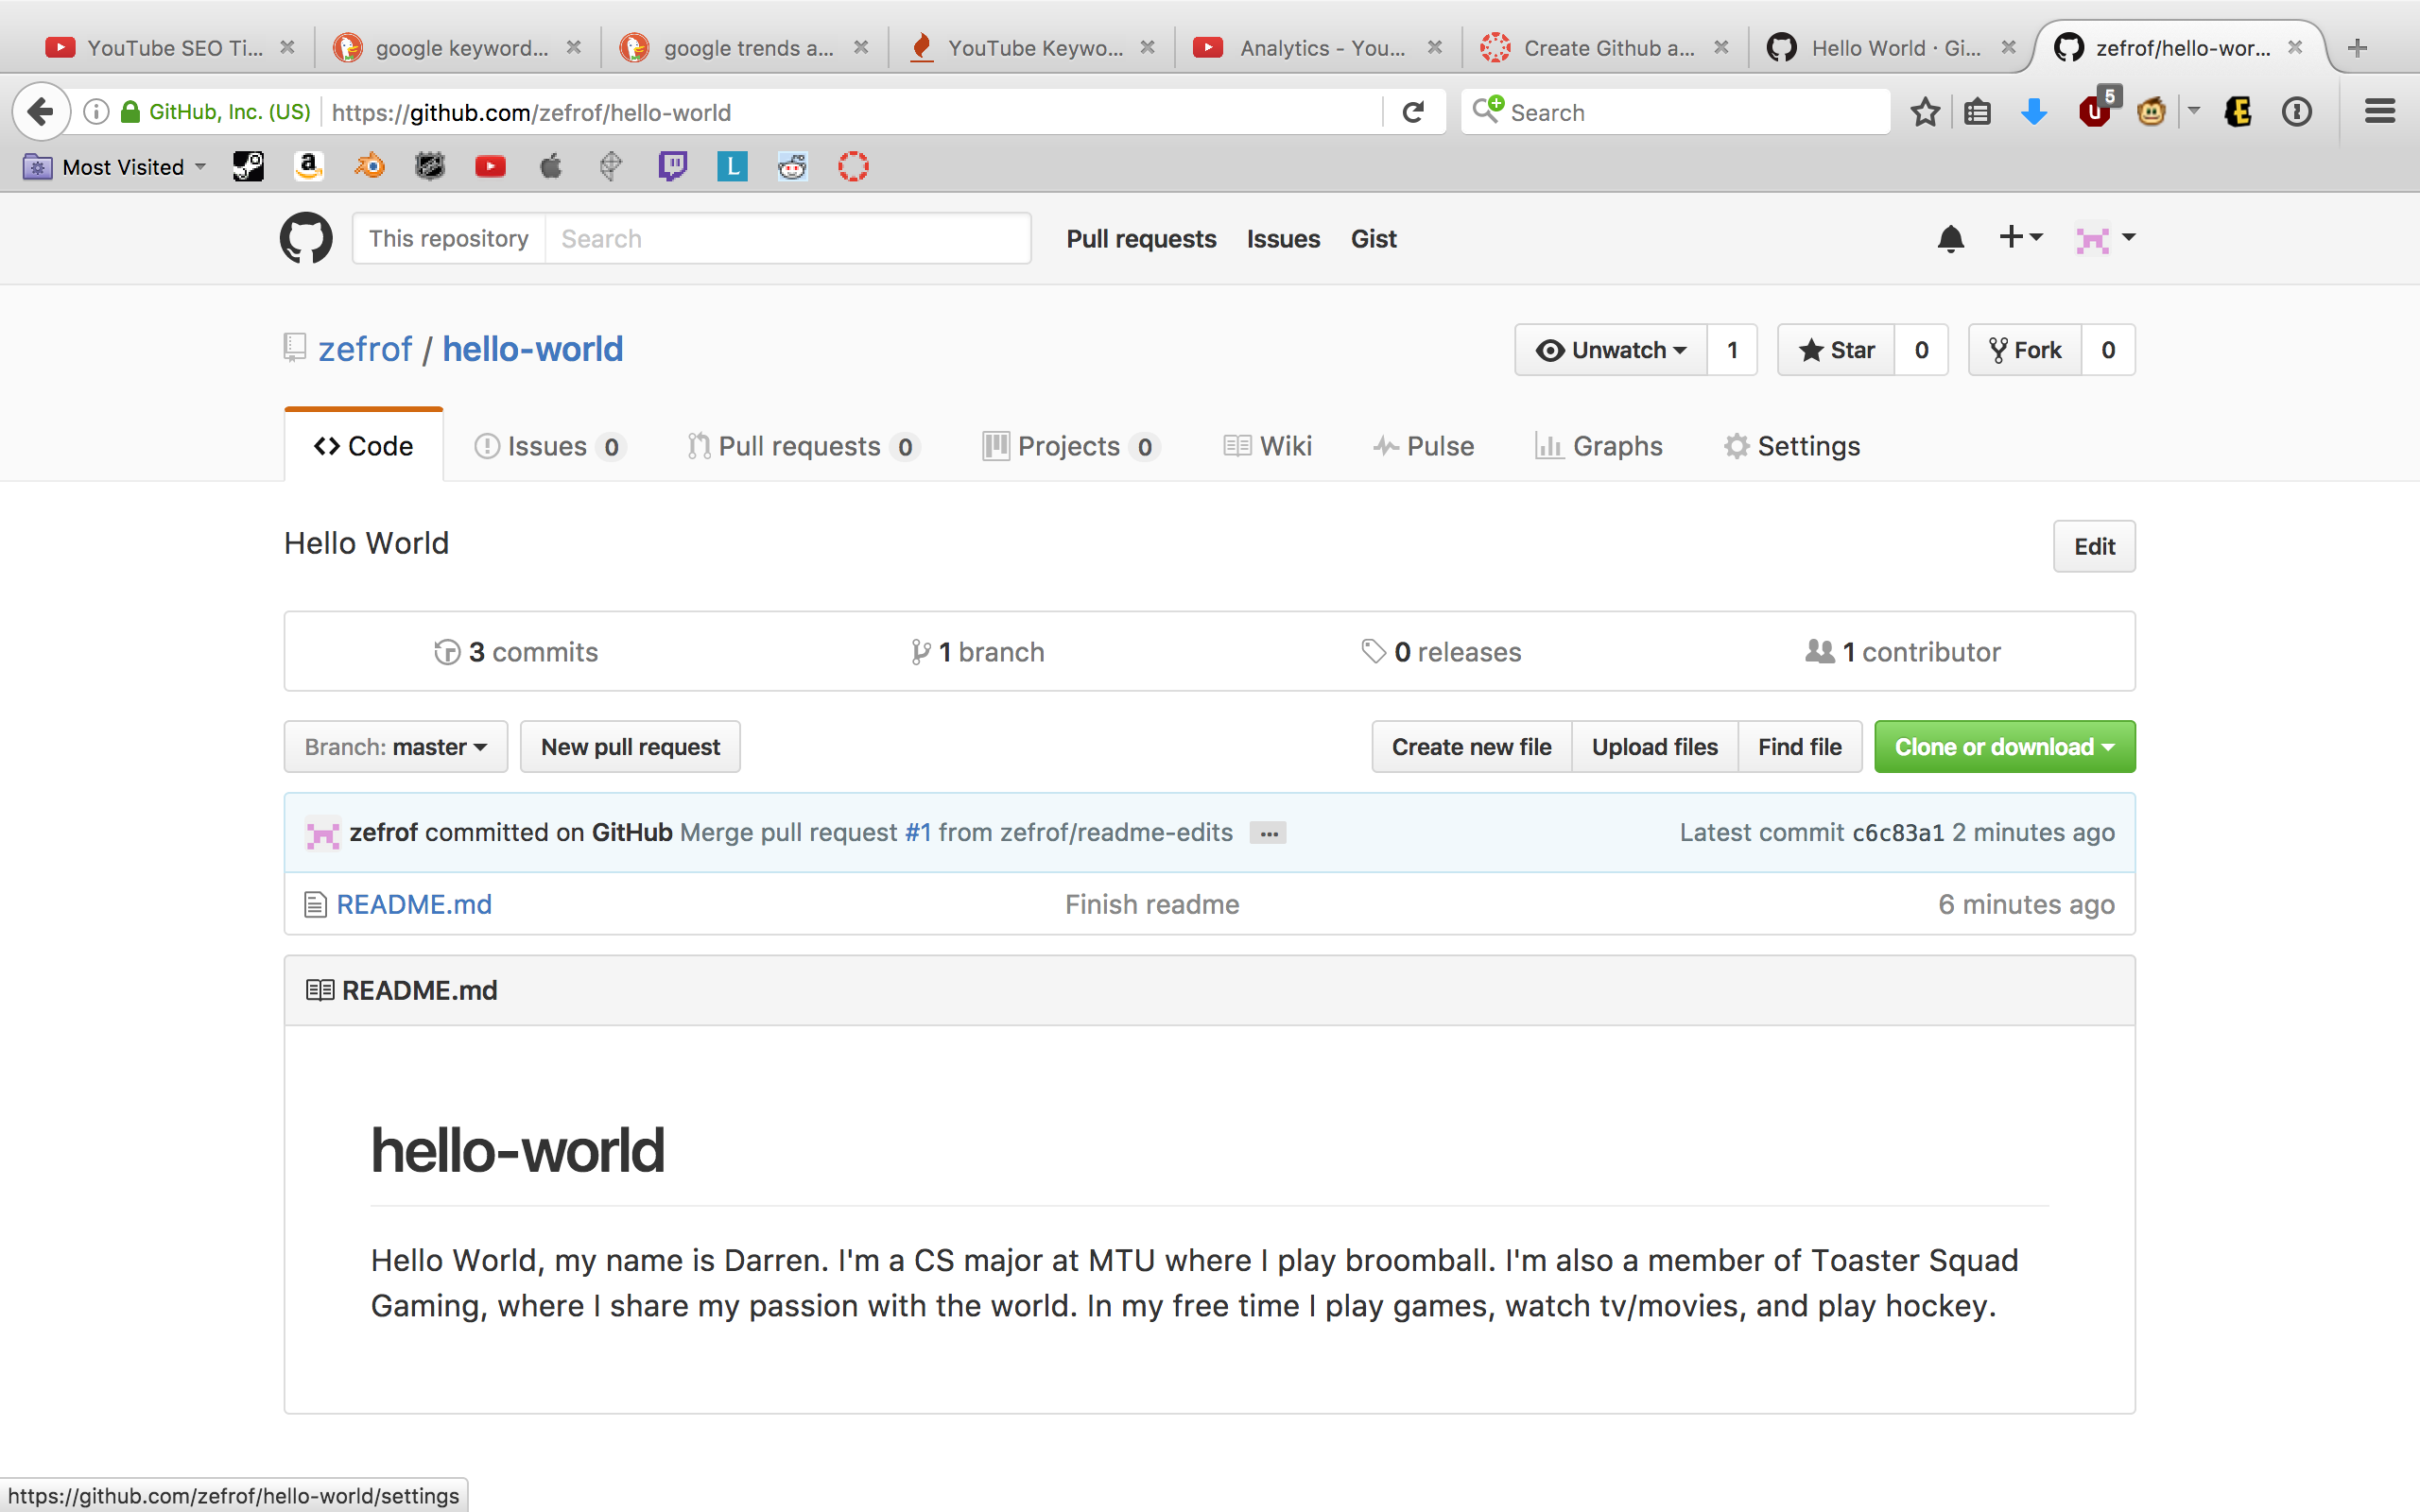 YouTube SEO Ti... google keyword... google trends a... YouTube Keywo... Analytics - You... Create Github a... Hello World · Gi... zefrof/hello-wor...
GitHub, Inc. (US) https://github.com/zefrof/hello-world Search 5
Most Visited
This repository Search Pull requests Issues Gist
zefrof / hello-world Unwatch 1 Star 0 Fork 0
Code Issues 0 Pull requests 0 Projects 0 Wiki Pulse Graphs Settings
Hello World Edit
3 commits 1 branch 0 releases 1 contributor
Branch: master New pull request Create new file Upload files Find file Clone or download
zefrof committed on GitHub Merge pull request #1 from zefrof/readme-edits ... Latest commit c6c83a1 2 minutes ago
README.md Finish readme 6 minutes ago
README.md
hello-world
Hello World, my name is Darren. I'm a CS major at MTU where I play broomball. I'm also a member of Toaster Squad
Gaming, where I share my passion with the world. In my free time I play games, watch tv/movies, and play hockey.
https://github.com/zefrof/hello-world/settings